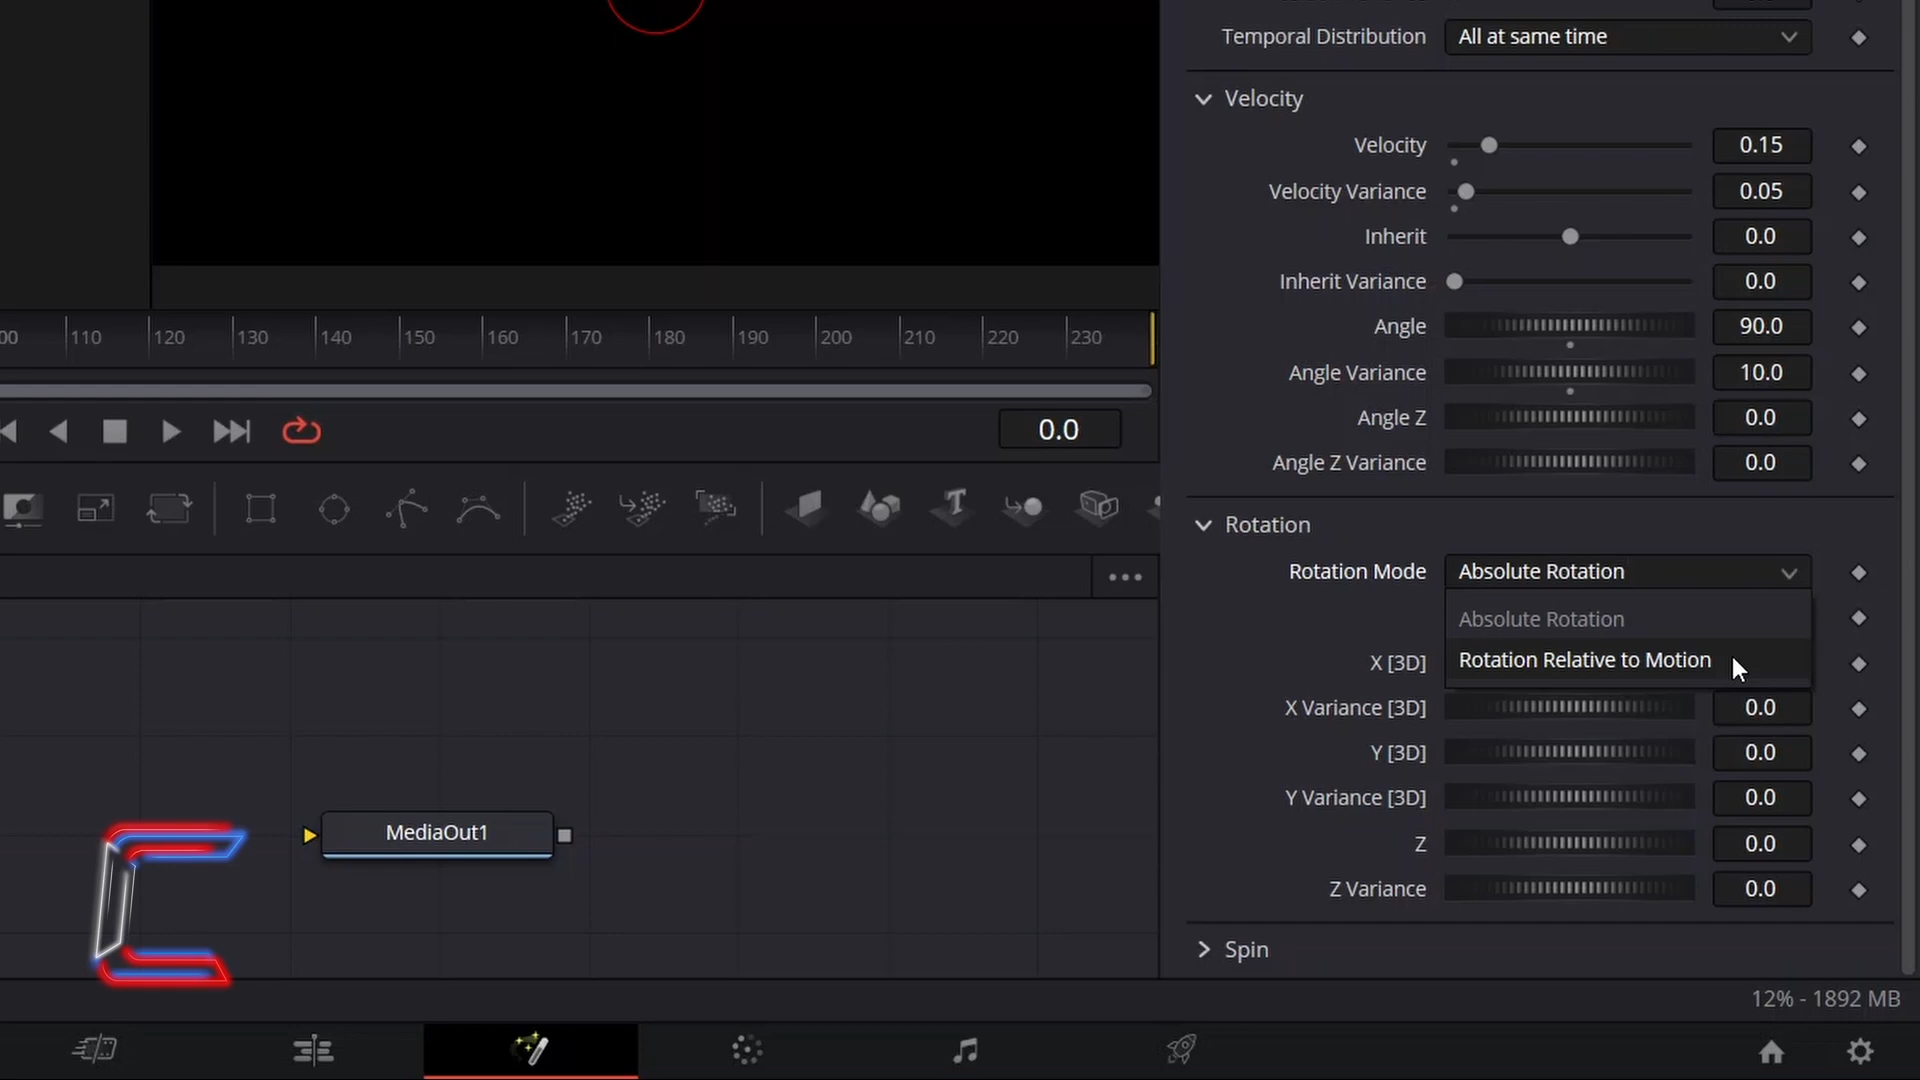 Temporal Distribution All at same time
Velocity
Velocity 0.15
Velocity Variance 0.05
Inherit 0.0
Inherit Variance 0.0
Angle 90.0
Angle Variance 10.0
Angle Z 0.0
Angle Z Variance 0.0
Rotation
Rotation Mode Absolute Rotation
Absolute Rotation
X [3D] Rotation Relative to Motion
X Variance [3D] 0.0
Y [3D] 0.0
Y Variance [3D] 0.0
Z 0.0
Z Variance 0.0
Spin
00 110 120 130 140 150 160 170 180 190 200 210 220 230
0.0
MediaOut1
12% - 1892 MB